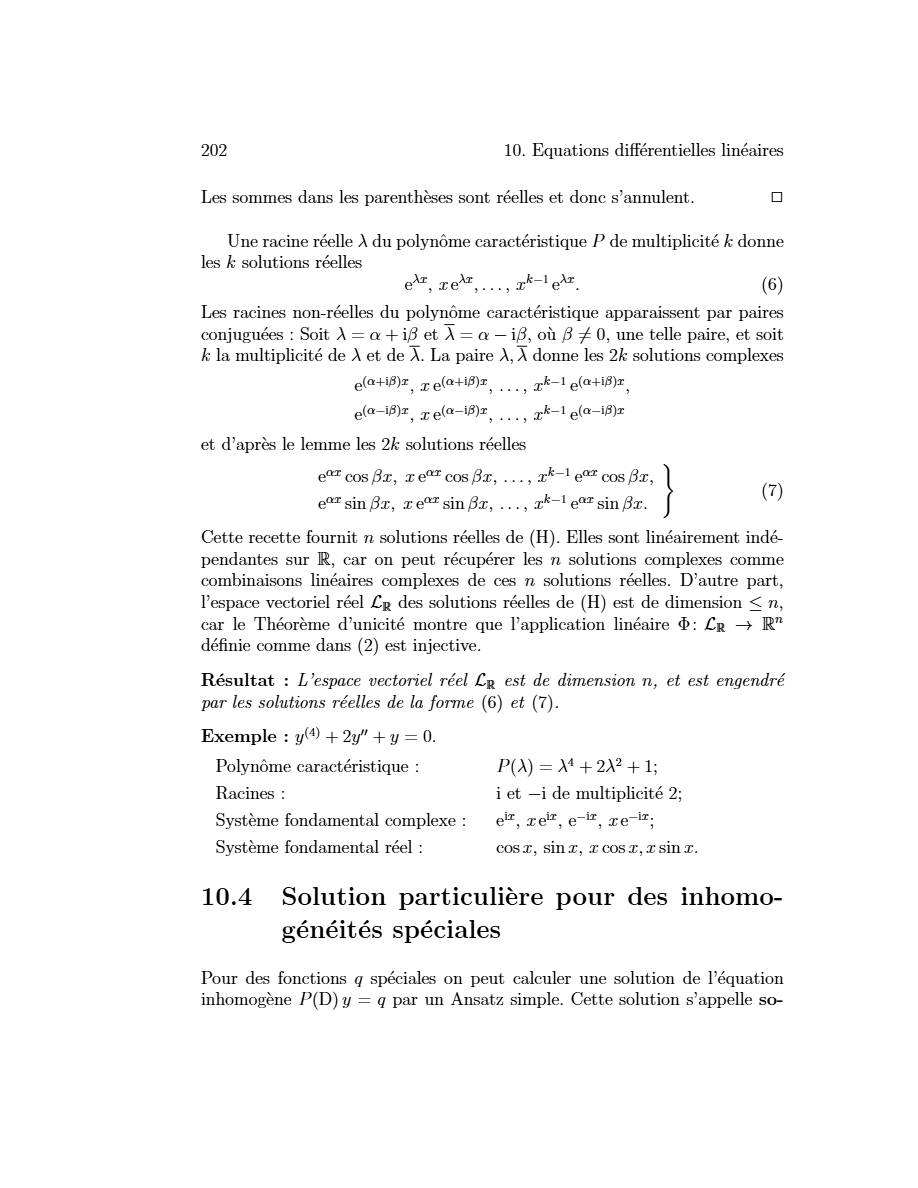 202 10. Equations différentielles linéaires
Les sommes dans les parenthèses sont réelles et donc s'annulent. □
Une racine réelle λ du polynôme caractéristique P de multiplicité k donne
les k solutions réelles
e^{λx}, x e^{λx}, . . . , x^{k−1} e^{λx}. (6)
Les racines non-réelles du polynôme caractéristique apparaissent par paires
conjuguées : Soit λ = α + iβ et λ̅ = α − iβ, où β ≠ 0, une telle paire, et soit
k la multiplicité de λ et de λ̅. La paire λ, λ̅ donne les 2k solutions complexes
e^{(α+iβ)x}, x e^{(α+iβ)x}, . . . , x^{k−1} e^{(α+iβ)x},
e^{(α−iβ)x}, x e^{(α−iβ)x}, . . . , x^{k−1} e^{(α−iβ)x}
et d'après le lemme les 2k solutions réelles
e^{αx} cos βx, x e^{αx} cos βx, . . . , x^{k−1} e^{αx} cos βx,
e^{αx} sin βx, x e^{αx} sin βx, . . . , x^{k−1} e^{αx} sin βx. } (7)
Cette recette fournit n solutions réelles de (H). Elles sont linéairement indé-
pendantes sur ℝ, car on peut récupérer les n solutions complexes comme
combinaisons linéaires complexes de ces n solutions réelles. D'autre part,
l'espace vectoriel réel ℒ_ℝ des solutions réelles de (H) est de dimension ≤ n,
car le Théorème d'unicité montre que l'application linéaire Φ: ℒ_ℝ → ℝⁿ
définie comme dans (2) est injective.
Résultat : L'espace vectoriel réel ℒ_ℝ est de dimension n, et est engendré
par les solutions réelles de la forme (6) et (7).
Exemple : y⁽⁴⁾ + 2y″ + y = 0.
Polynôme caractéristique : P(λ) = λ⁴ + 2λ² + 1;
Racines : i et −i de multiplicité 2;
Système fondamental complexe : e^{ix}, x e^{ix}, e^{−ix}, x e^{−ix};
Système fondamental réel : cos x, sin x, x cos x, x sin x.
10.4 Solution particulière pour des inhomo-
généités spéciales
Pour des fonctions q spéciales on peut calculer une solution de l'équation
inhomogène P(D) y = q par un Ansatz simple. Cette solution s'appelle so-